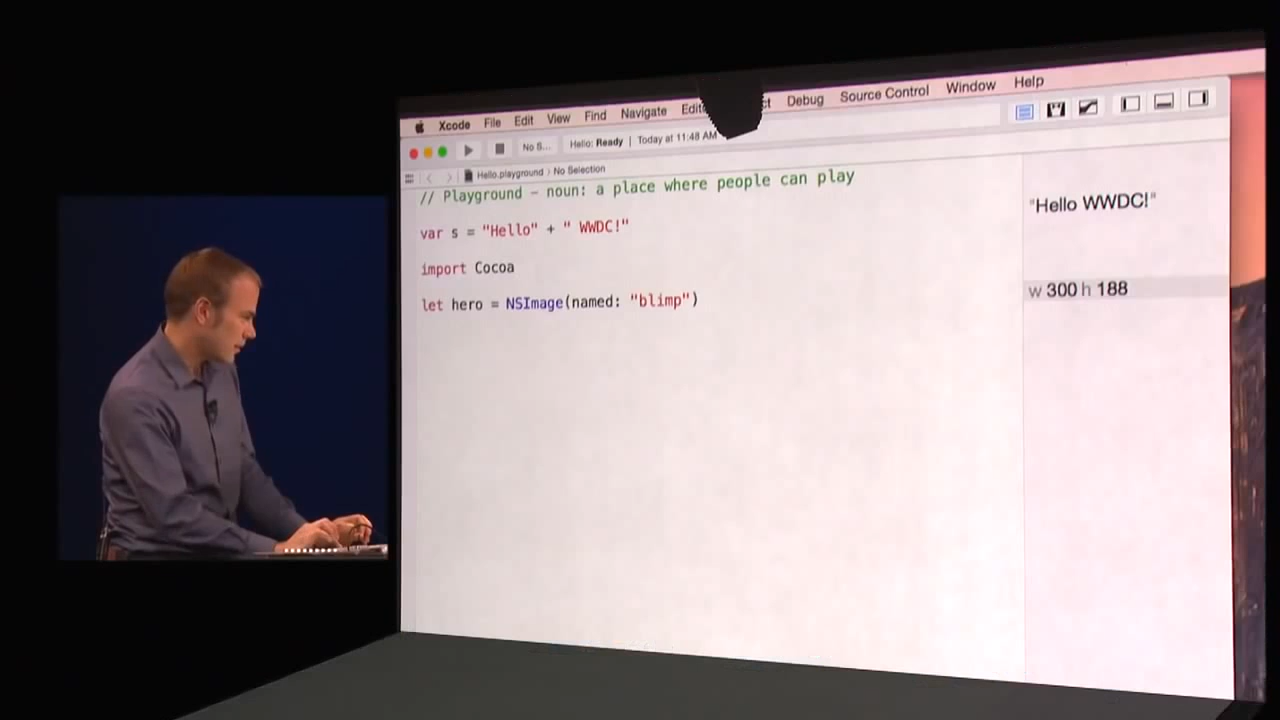 Xcode File Edit View Find Navigate Debug Source Control Window Help
No S... Hello: Ready | Today at 11:48 AM
Hello.playground › No Selection
// Playground – noun: a place where people can play
var s = "Hello" + " WWDC!"
"Hello WWDC!"
import Cocoa
let hero = NSImage(named: "blimp")
w 300 h 188